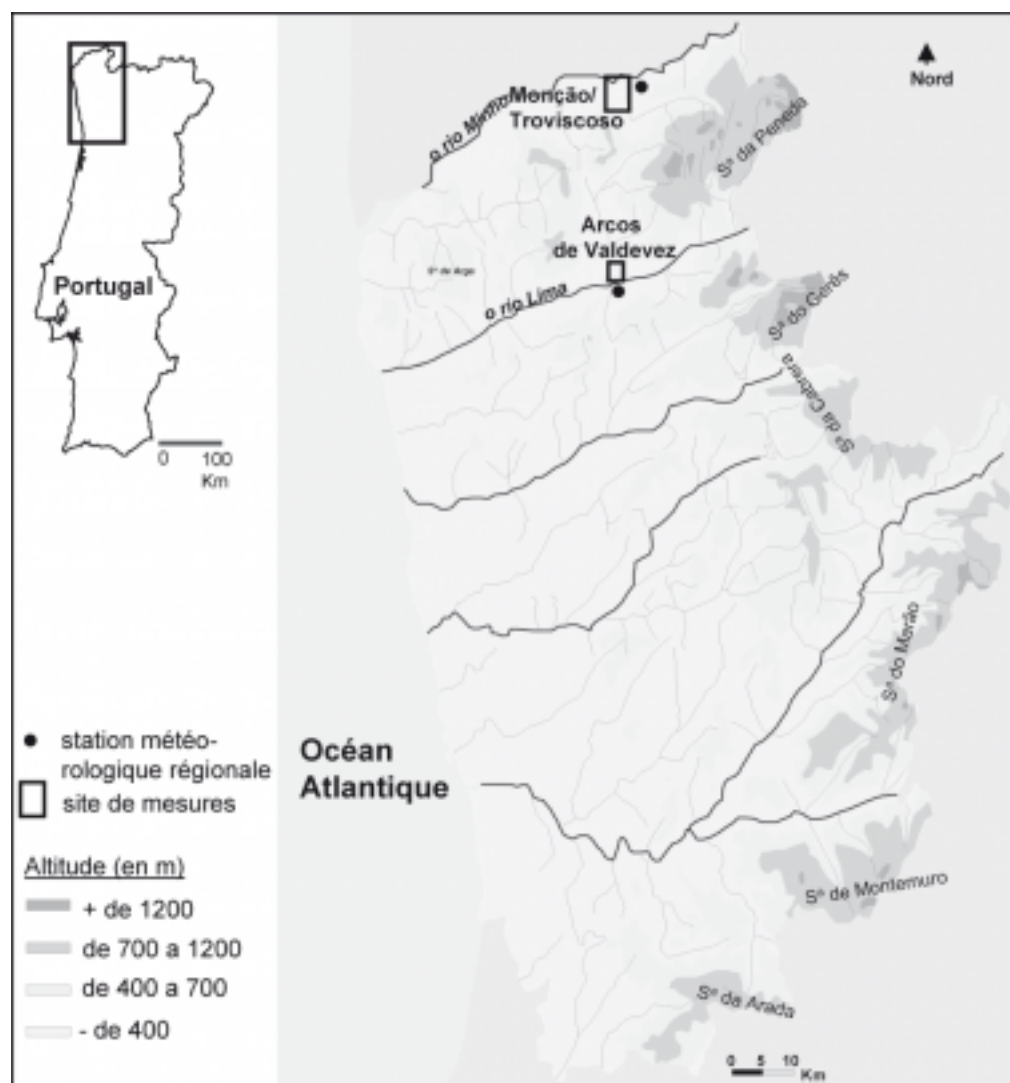 Nord
Monção/
Troviscoso
o rio Minho
Sª da Peneda
Arcos
de Valdevez
o rio Lima
Sª do Gerês
Sª da Cabrera
Portugal
0 100
Km
Sª do Marão
station météo-
rologique régionale
site de mesures
Océan
Atlantique
Altitude (en m)
+ de 1200
de 700 a 1200
de 400 a 700
- de 400
Sª de Montemuro
Sª da Arada
0 5 10
Km